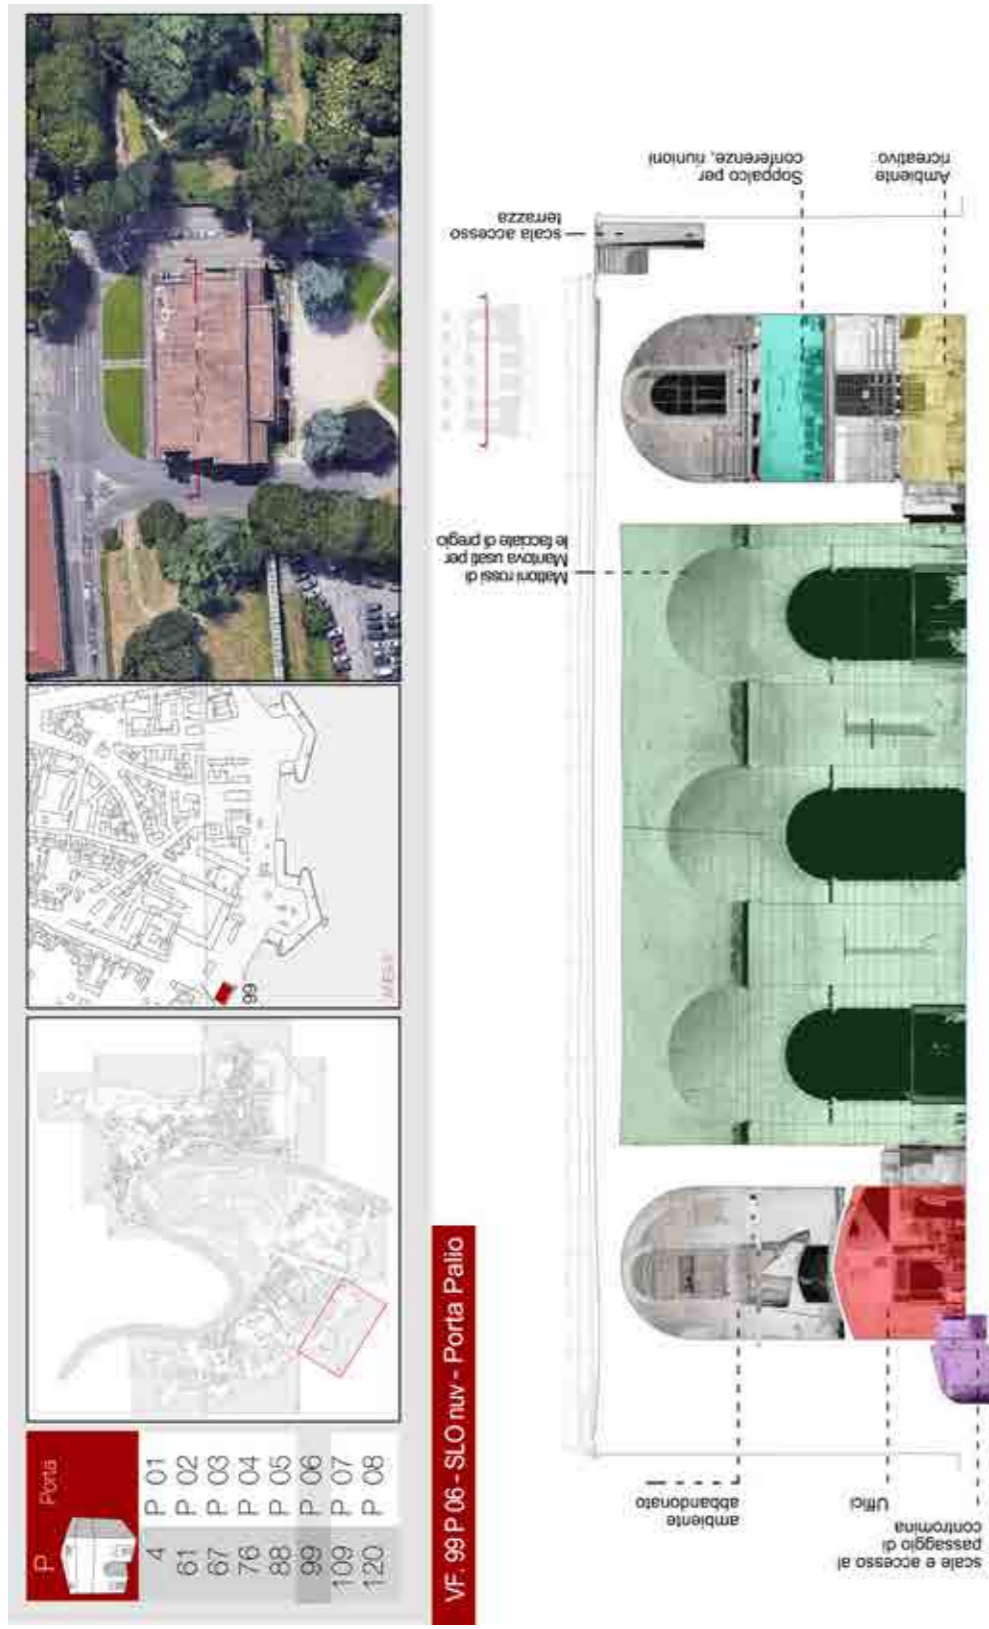 P Porta
4 P 01
61 P 02
67 P 03
76 P 04
88 P 05
99 P 06
109 P 07
120 P 08
99
VF. 99 P 06 - SLO nuv - Porta Palio
scale e accesso al
passaggio di
contromina
Uffici
ambiente
abbandonato
Mattoni rossi di
Mantova usati per
le facciate di pregio
scala accesso
terrazza
Soppalco per
conferenze, riunioni
Ambiente
ricreativo